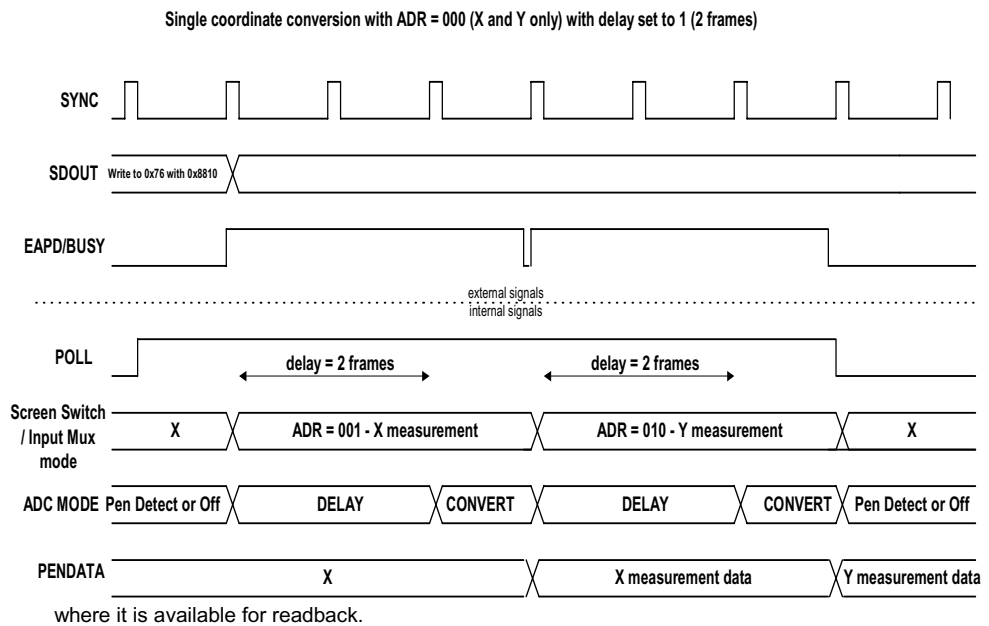 Single coordinate conversion with ADR = 000 (X and Y only) with delay set to 1 (2 frames)
SYNC
SDOUT Write to 0x76 with 0x8810
EAPD/BUSY
external signals
internal signals
POLL delay = 2 frames delay = 2 frames
Screen Switch
/ Input Mux
mode
X ADR = 001 - X measurement ADR = 010 - Y measurement X
ADC MODE Pen Detect or Off DELAY CONVERT DELAY CONVERT Pen Detect or Off
PENDATA X X measurement data Y measurement data
where it is available for readback.